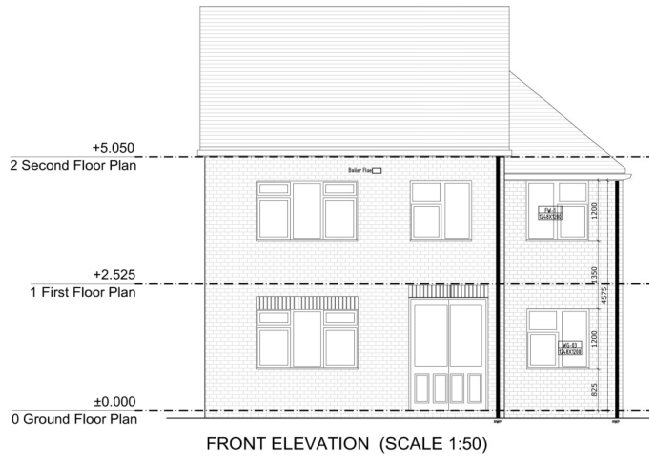 +5.050
2 Second Floor Plan
Boiler Flue
1200
+2.525
1 First Floor Plan
1350
4575
1200
825
±0.000
0 Ground Floor Plan
FRONT ELEVATION (SCALE 1:50)